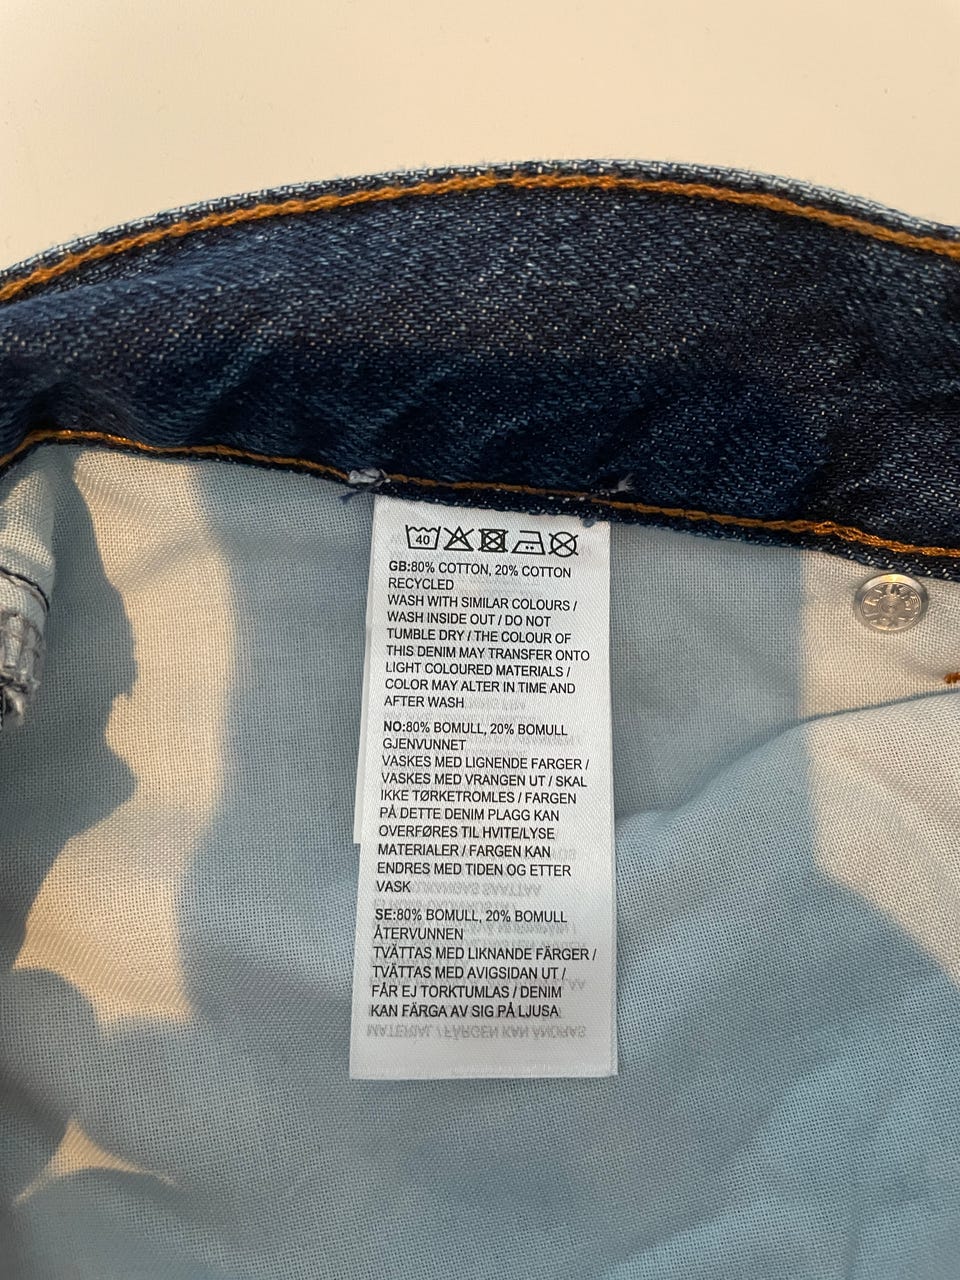 40
GB:80% COTTON, 20% COTTON
RECYCLED
WASH WITH SIMILAR COLOURS /
WASH INSIDE OUT / DO NOT
TUMBLE DRY / THE COLOUR OF
THIS DENIM MAY TRANSFER ONTO
LIGHT COLOURED MATERIALS /
COLOR MAY ALTER IN TIME AND
AFTER WASH
NO:80% BOMULL, 20% BOMULL
GJENVUNNET
VASKES MED LIGNENDE FARGER /
VASKES MED VRANGEN UT / SKAL
IKKE TØRKETROMLES / FARGEN
PÅ DETTE DENIM PLAGG KAN
OVERFØRES TIL HVITE/LYSE
MATERIALER / FARGEN KAN
ENDRES MED TIDEN OG ETTER
VASK
SE:80% BOMULL, 20% BOMULL
ÅTERVUNNEN
TVÄTTAS MED LIKNANDE FÄRGER /
TVÄTTAS MED AVIGSIDAN UT /
FÅR EJ TORKTUMLAS / DENIM
KAN FÄRGA AV SIG PÅ LJUSA
MATERIAL / FÄRGEN KAN ÄNDRAS